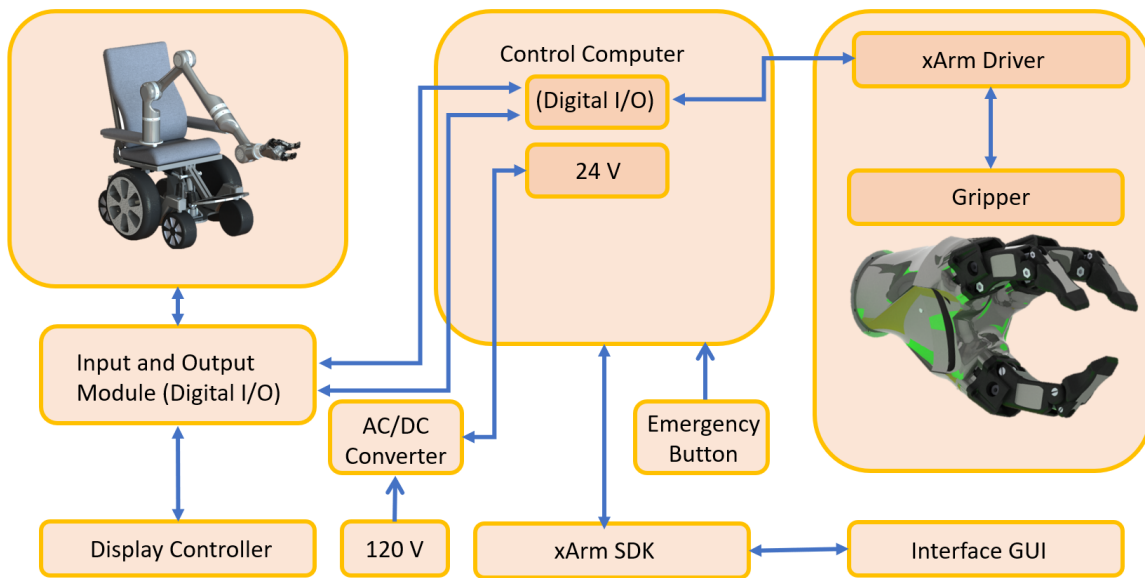 Control Computer
(Digital I/O)
24 V
xArm Driver
Gripper
Input and Output
Module (Digital I/O)
AC/DC
Converter
Emergency
Button
Display Controller
120 V
xArm SDK
Interface GUI